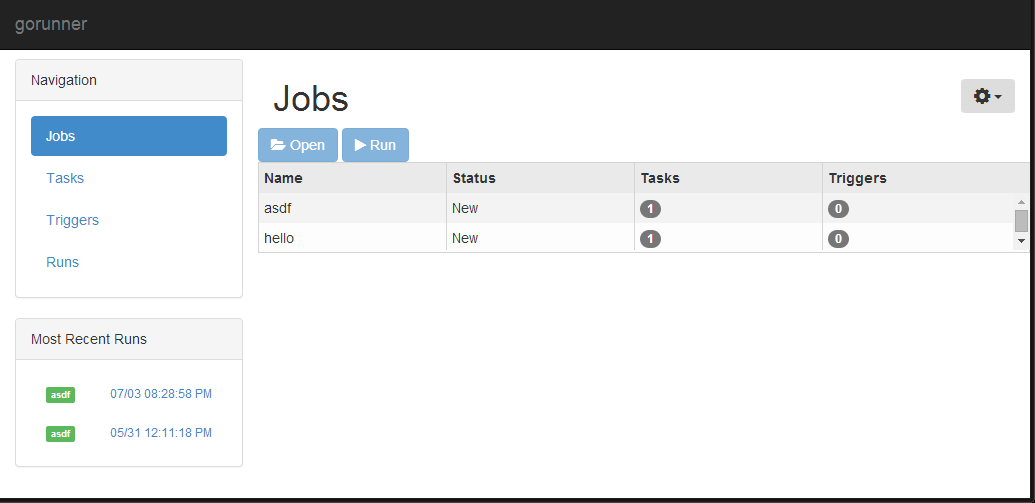 gorunner
Navigation
Jobs
Tasks
Triggers
Runs
Most Recent Runs
asdf 07/03 08:28:58 PM
asdf 05/31 12:11:18 PM
Jobs
Open Run
Name Status Tasks Triggers
asdf New 1 0
hello New 1 0